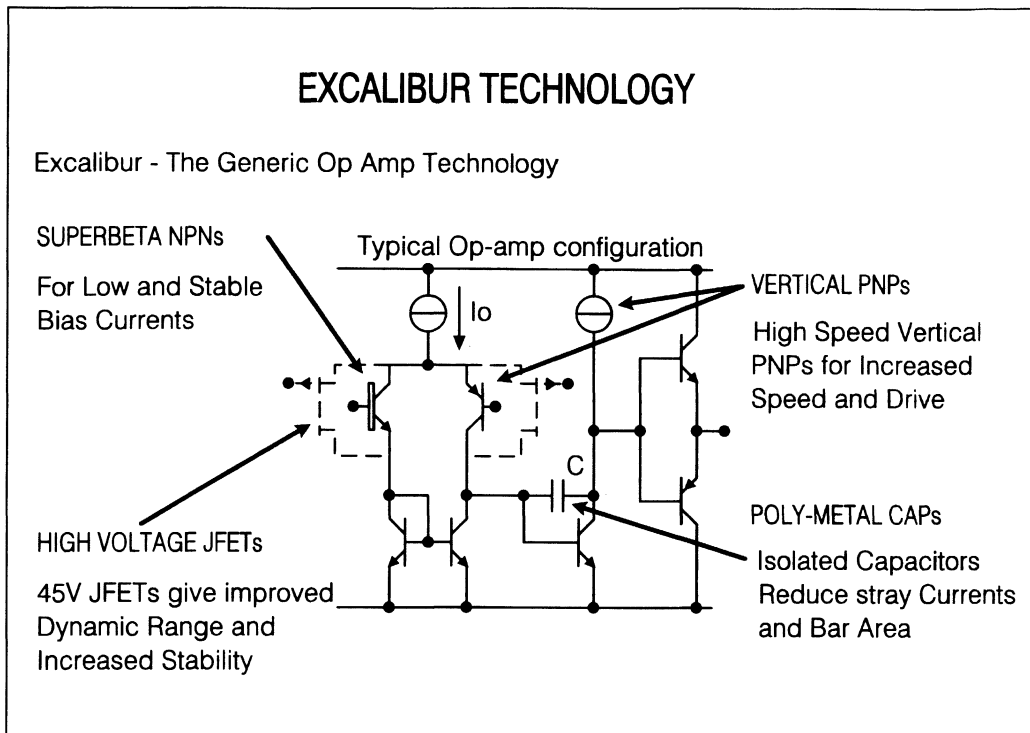 EXCALIBUR TECHNOLOGY
Excalibur - The Generic Op Amp Technology
SUPERBETA NPNs
For Low and Stable
Bias Currents
Typical Op-amp configuration
Io
VERTICAL PNPs
High Speed Vertical
PNPs for Increased
Speed and Drive
C
HIGH VOLTAGE JFETs
45V JFETs give improved
Dynamic Range and
Increased Stability
POLY-METAL CAPs
Isolated Capacitors
Reduce stray Currents
and Bar Area